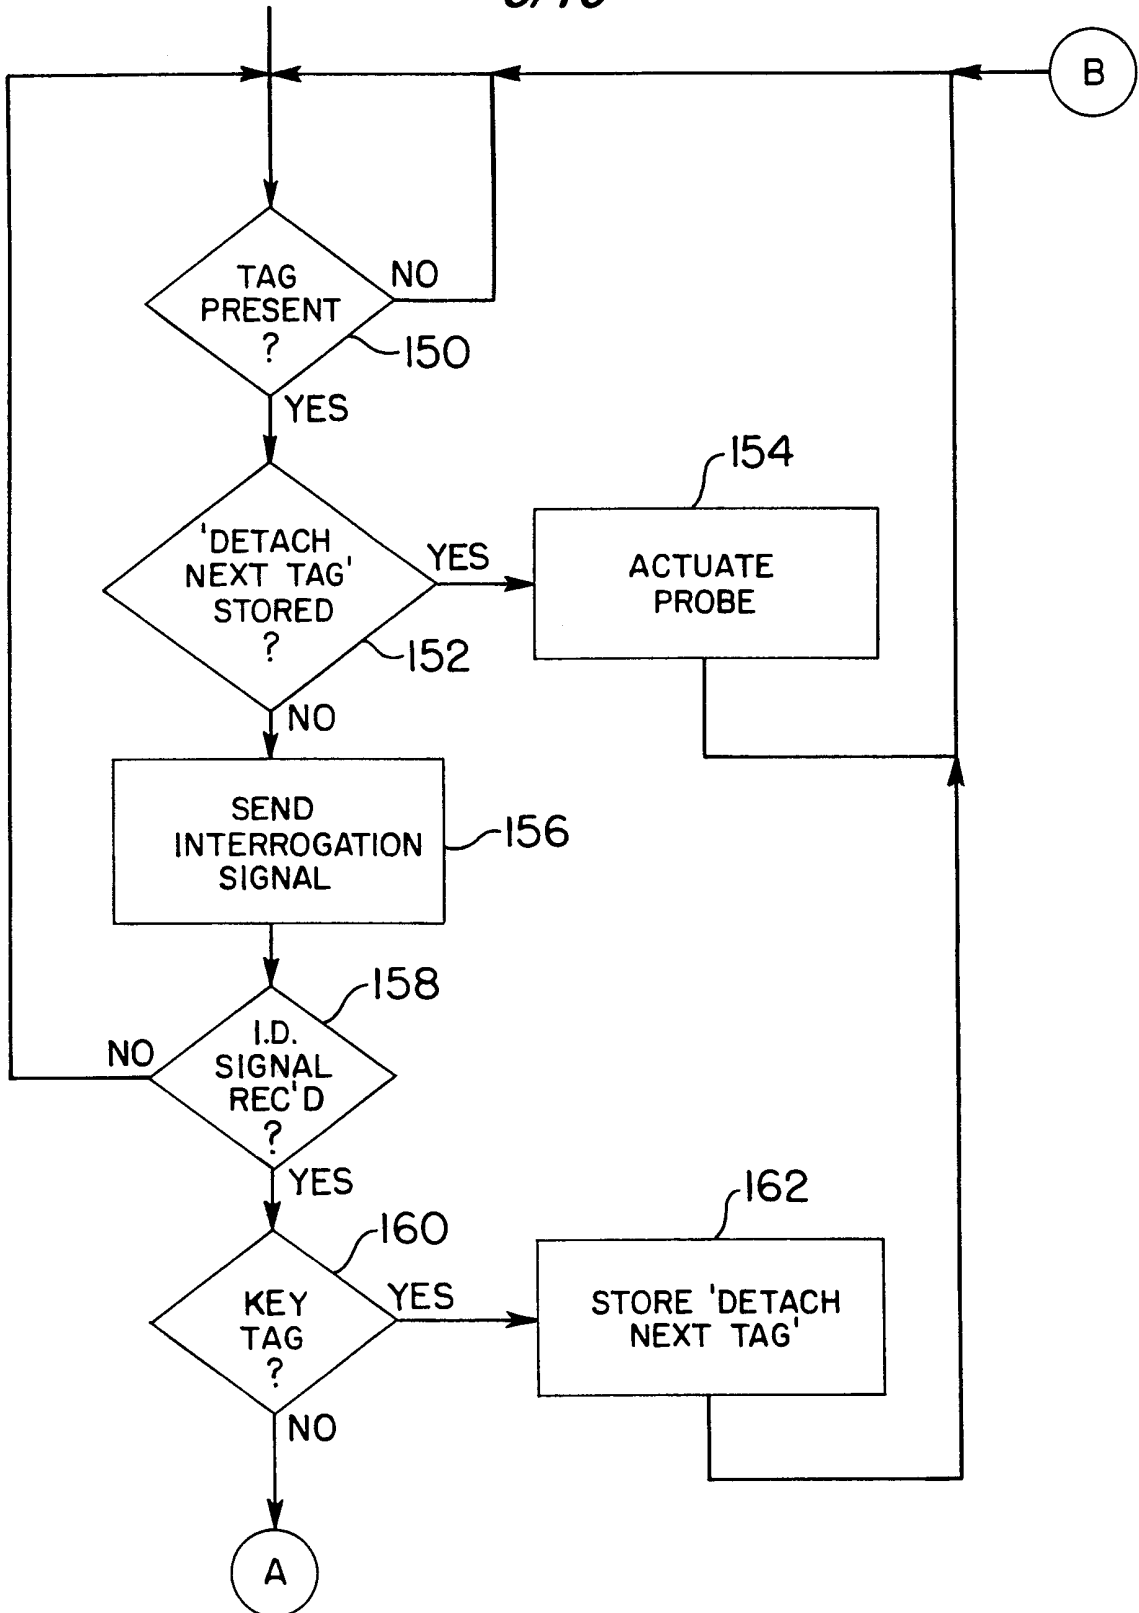 B
TAG
PRESENT
?
NO
150
YES
'DETACH
NEXT TAG'
STORED
?
YES
152
154
ACTUATE
PROBE
NO
SEND
INTERROGATION
SIGNAL
156
158
I.D.
SIGNAL
REC'D
?
NO
YES
160
KEY
TAG
?
YES
162
STORE 'DETACH
NEXT TAG'
NO
A